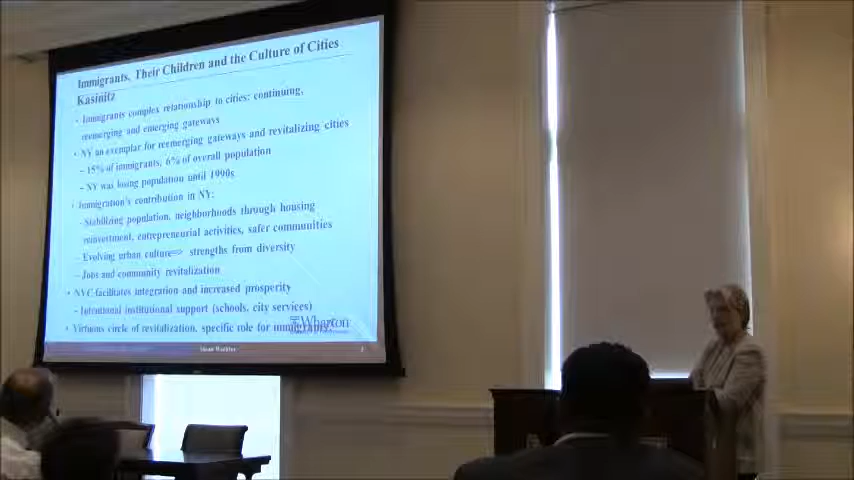 Immigrants, Their Children and the Culture of Cities
Kasinitz
• Immigrants complex relationship to cities: continuing,
reemerging and emerging gateways
• NY an exemplar for reemerging gateways and revitalizing cities
– 15% of immigrants, 6% of overall population
– NY was losing population until 1990s
• Immigration's contribution in NY:
– Stabilizing population, neighborhoods through housing
reinvestment, entrepreneurial activities, safer communities
– Evolving urban culture=> strengths from diversity
– Jobs and community revitalization
• NYC facilitates integration and increased prosperity
– Intentional institutional support (schools, city services)
• Virtuous circle of revitalization, specific role for immigrants.
Wharton
Susan Wachter